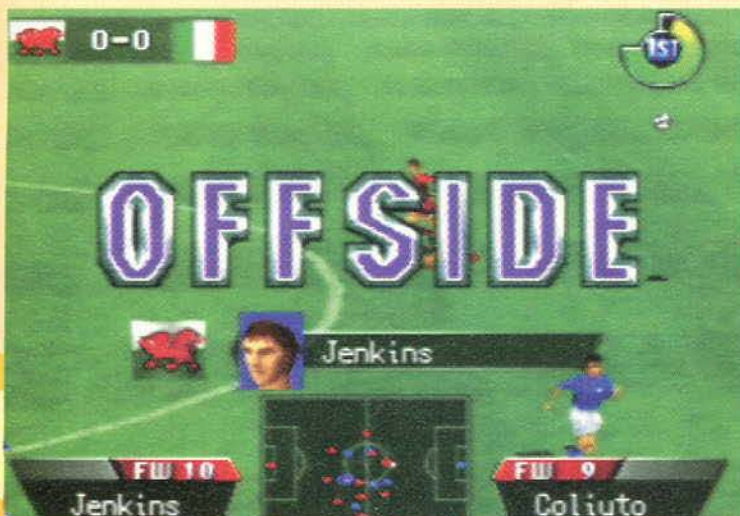 0-0
1ST
OFFSIDE
Jenkins
FW 10
FW 9
Jenkins
Coliuto